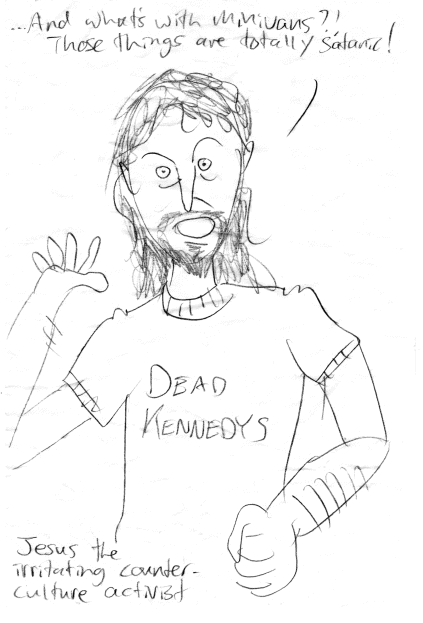 ...And what's with minivans?!
Those things are totally satanic!
DEAD
KENNEDYS
Jesus the
irritating counter-
culture activist